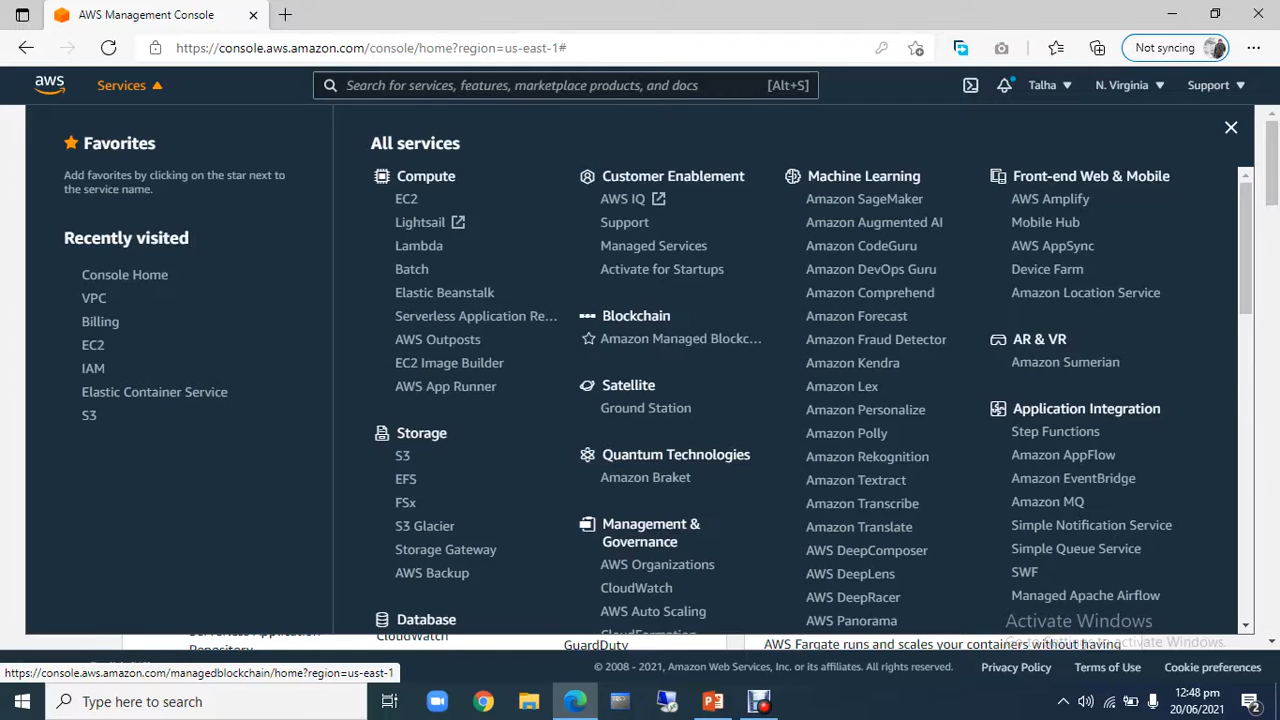 AWS Management Console
https://console.aws.amazon.com/console/home?region=us-east-1#
Not syncing
aws
Services
Search for services, features, marketplace products, and docs
[Alt+S]
Talha
N. Virginia
Support
Favorites
Add favorites by clicking on the star next to
the service name.
Recently visited
Console Home
VPC
Billing
EC2
IAM
Elastic Container Service
S3
All services
Compute
EC2
Lightsail
Lambda
Batch
Elastic Beanstalk
Serverless Application Re...
AWS Outposts
EC2 Image Builder
AWS App Runner
Storage
S3
EFS
FSx
S3 Glacier
Storage Gateway
AWS Backup
Database
Customer Enablement
AWS IQ
Support
Managed Services
Activate for Startups
Blockchain
Amazon Managed Blockc...
Satellite
Ground Station
Quantum Technologies
Amazon Braket
Management &
Governance
AWS Organizations
CloudWatch
AWS Auto Scaling
CloudFormation
Machine Learning
Amazon SageMaker
Amazon Augmented AI
Amazon CodeGuru
Amazon DevOps Guru
Amazon Comprehend
Amazon Forecast
Amazon Fraud Detector
Amazon Kendra
Amazon Lex
Amazon Personalize
Amazon Polly
Amazon Rekognition
Amazon Textract
Amazon Transcribe
Amazon Translate
AWS DeepComposer
AWS DeepLens
AWS DeepRacer
AWS Panorama
Front-end Web & Mobile
AWS Amplify
Mobile Hub
AWS AppSync
Device Farm
Amazon Location Service
AR & VR
Amazon Sumerian
Application Integration
Step Functions
Amazon AppFlow
Amazon EventBridge
Amazon MQ
Simple Notification Service
Simple Queue Service
SWF
Managed Apache Airflow
Activate Windows
Go to Settings to activate Windows.
Serverless Application
Repository
CloudWatch
GuardDuty
AWS Fargate runs and scales your containers without having
https://console.aws.amazon.com/managedblockchain/home?region=us-east-1
© 2008 - 2021, Amazon Web Services, Inc. or its affiliates. All rights reserved.
Privacy Policy
Terms of Use
Cookie preferences
Type here to search
12:48 pm
20/06/2021
2